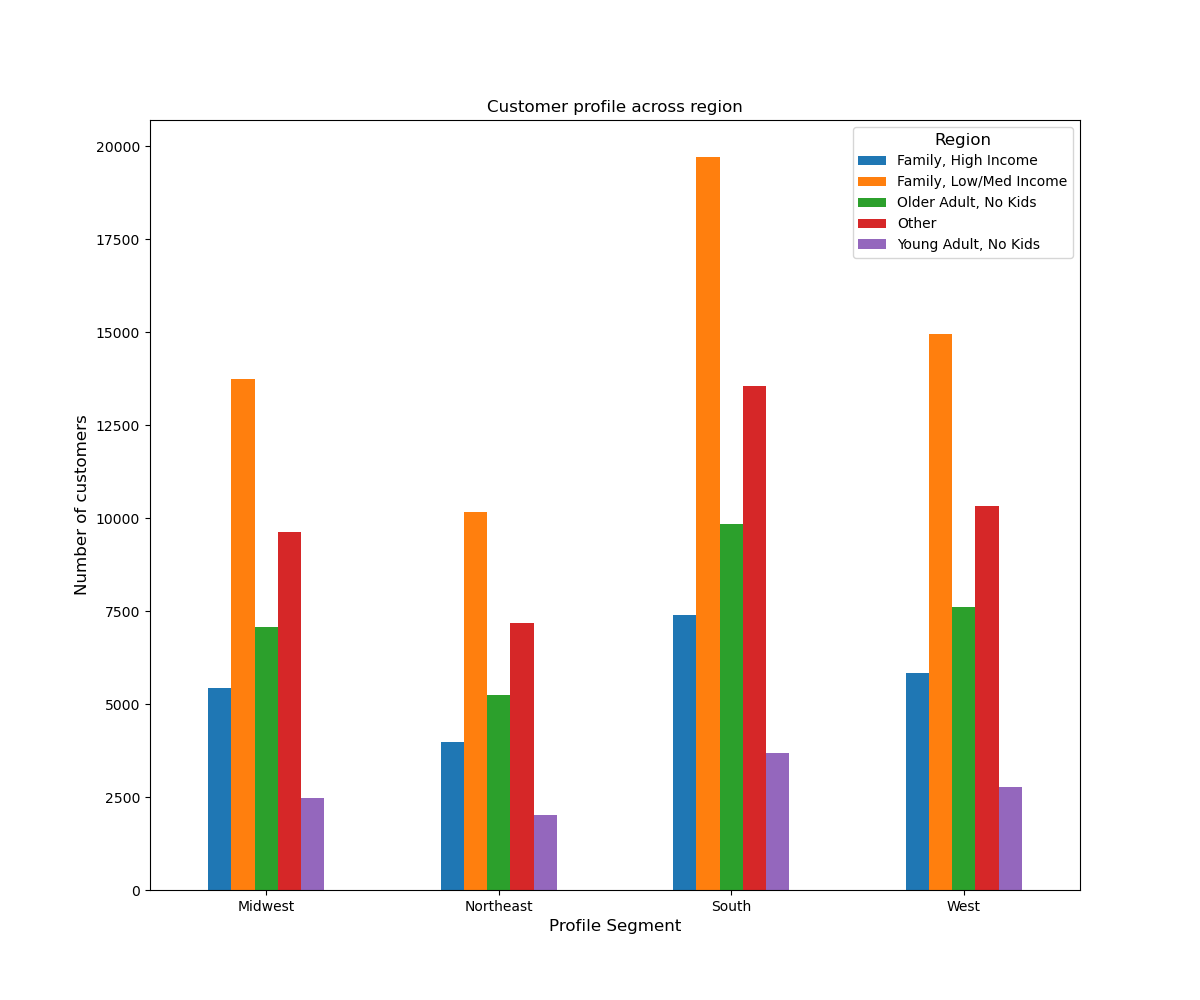 Customer profile across region
Region
Family, High Income
Family, Low/Med Income
Older Adult, No Kids
Other
Young Adult, No Kids
Number of customers
20000
17500
15000
12500
10000
7500
5000
2500
0
Midwest Northeast South West
Profile Segment